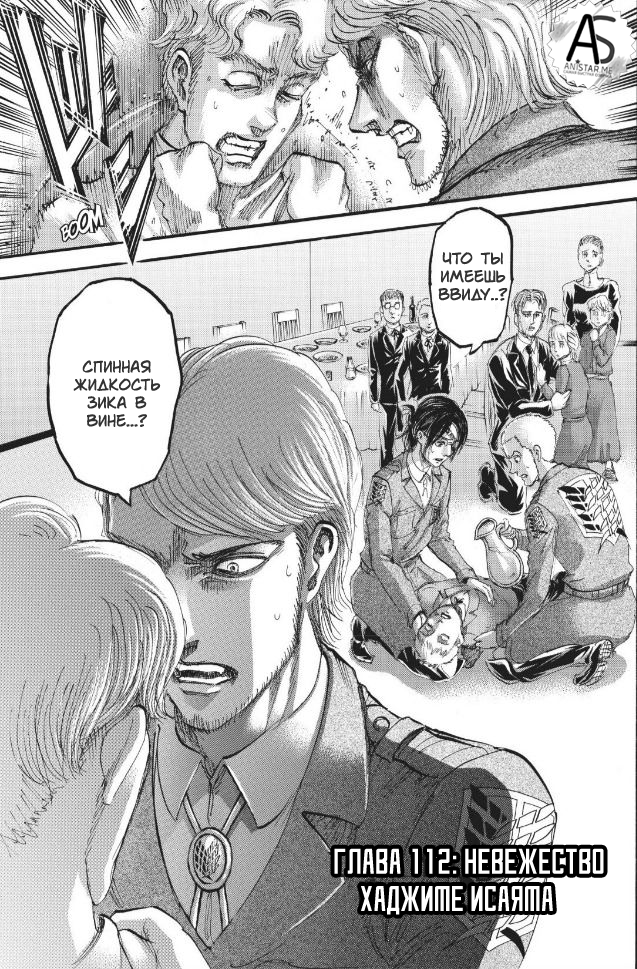 AS
ANISTAR.ME
BOOM
ЧТО ТЫ
ИМЕЕШЬ
ВВИДУ..?
СПИННАЯ
ЖИДКОСТЬ
ЗИКА В
ВИНЕ...?
ГЛАВА 112: НЕВЕЖЕСТВО
ХАДЖИМЕ ИСАЯМА